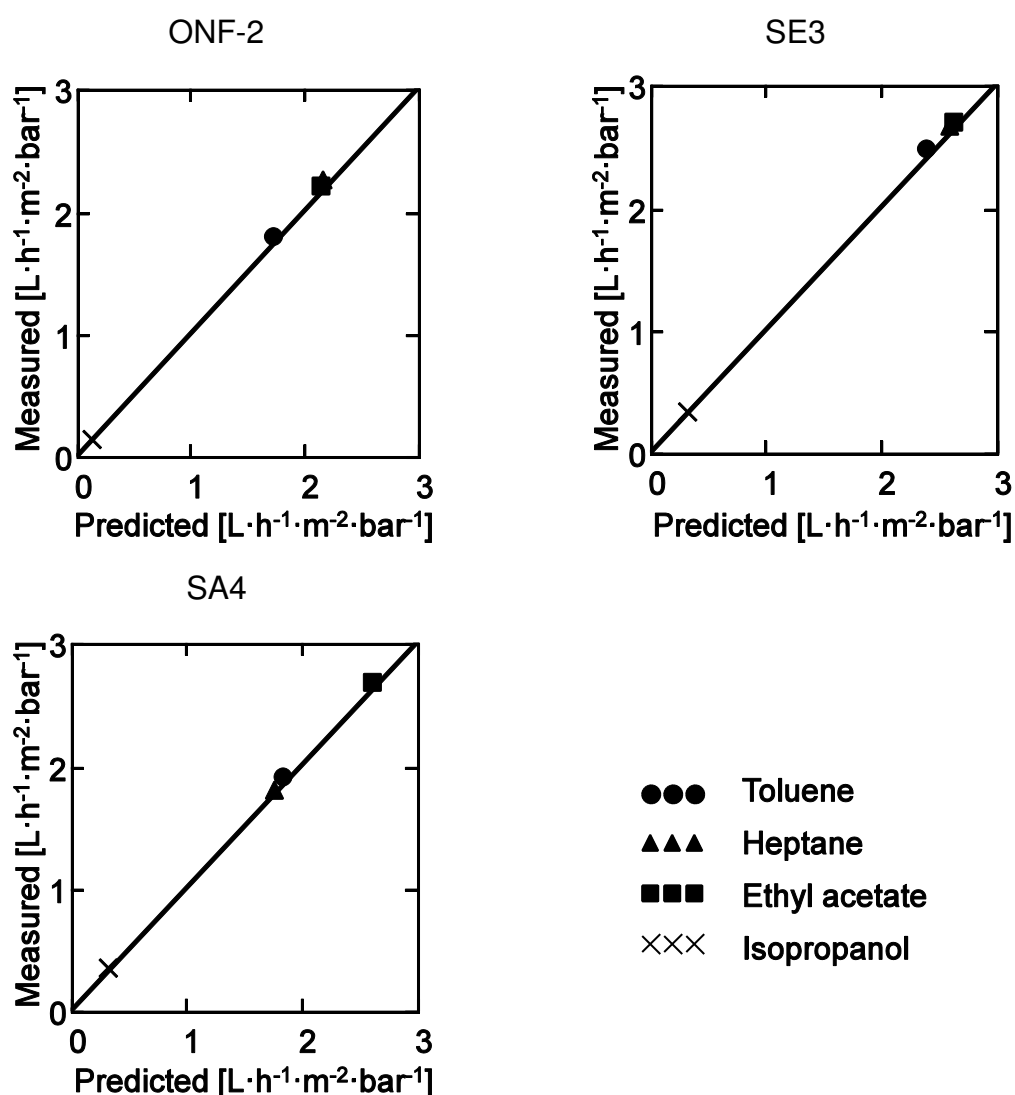 ONF-2
Measured [L·h⁻¹·m⁻²·bar⁻¹]
3
2
1
0
0 1 2 3
Predicted [L·h⁻¹·m⁻²·bar⁻¹]
SE3
Measured [L·h⁻¹·m⁻²·bar⁻¹]
3
2
1
0
0 1 2 3
Predicted [L·h⁻¹·m⁻²·bar⁻¹]
SA4
Measured [L·h⁻¹·m⁻²·bar⁻¹]
3
2
1
0
0 1 2 3
Predicted [L·h⁻¹·m⁻²·bar⁻¹]
Toluene
Heptane
Ethyl acetate
Isopropanol